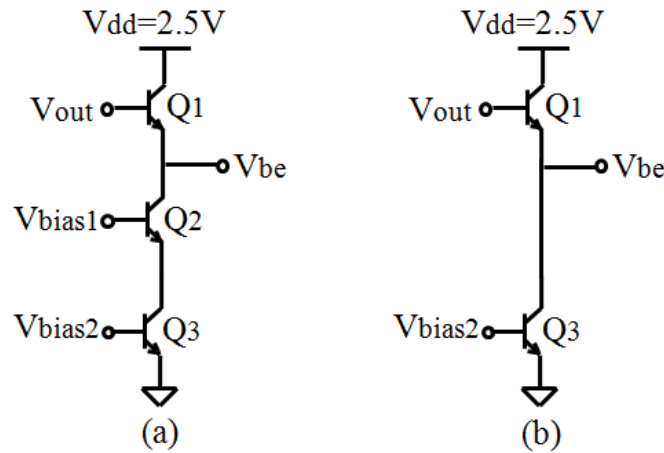 Vdd=2.5V
Vout
Q1
Vbe
Vbias1
Q2
Vbias2
Q3
(a)
Vdd=2.5V
Vout
Q1
Vbe
Vbias2
Q3
(b)